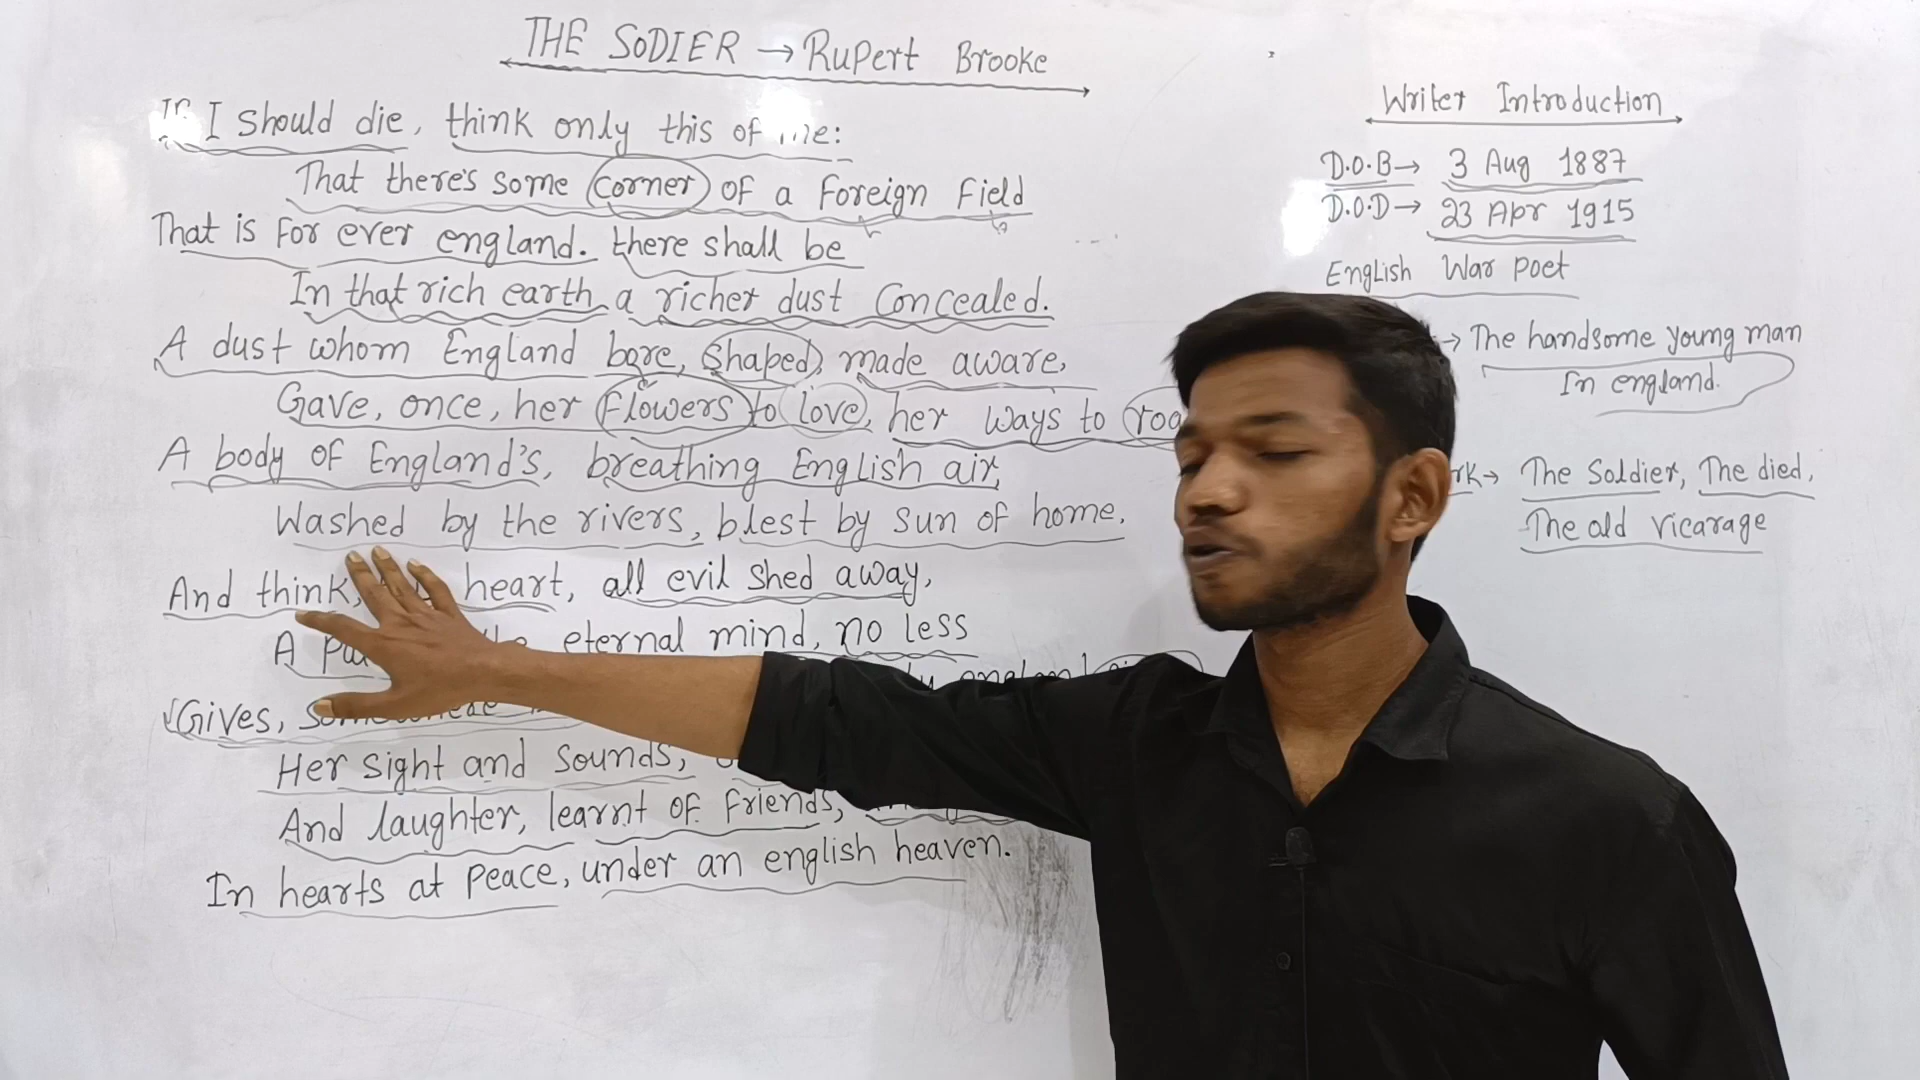 THE SODIER → Rupert Brooke
If I should die, think only this of me:
That there's some corner of a Foreign Field
That is For ever england. there shall be
In that rich earth a richer dust Concealed.
A dust whom England bore, Shaped, made aware,
Gave, once, her Flowers to love, her ways to
A body of England's, breathing English air,
Washed by the rivers, blest by sun of home.
And think, heart, all evil shed away,
A eternal mind, no less
Gives,
Her sight and sounds,
And laughter, learnt of friends,
In hearts at peace, under an english heaven.
Writer Introduction
D.O.B → 3 Aug 1887
D.O.D → 23 Apr 1915
English War poet
→ The handsome young man
In england.
→ The Soldier, The died,
The old vicarage